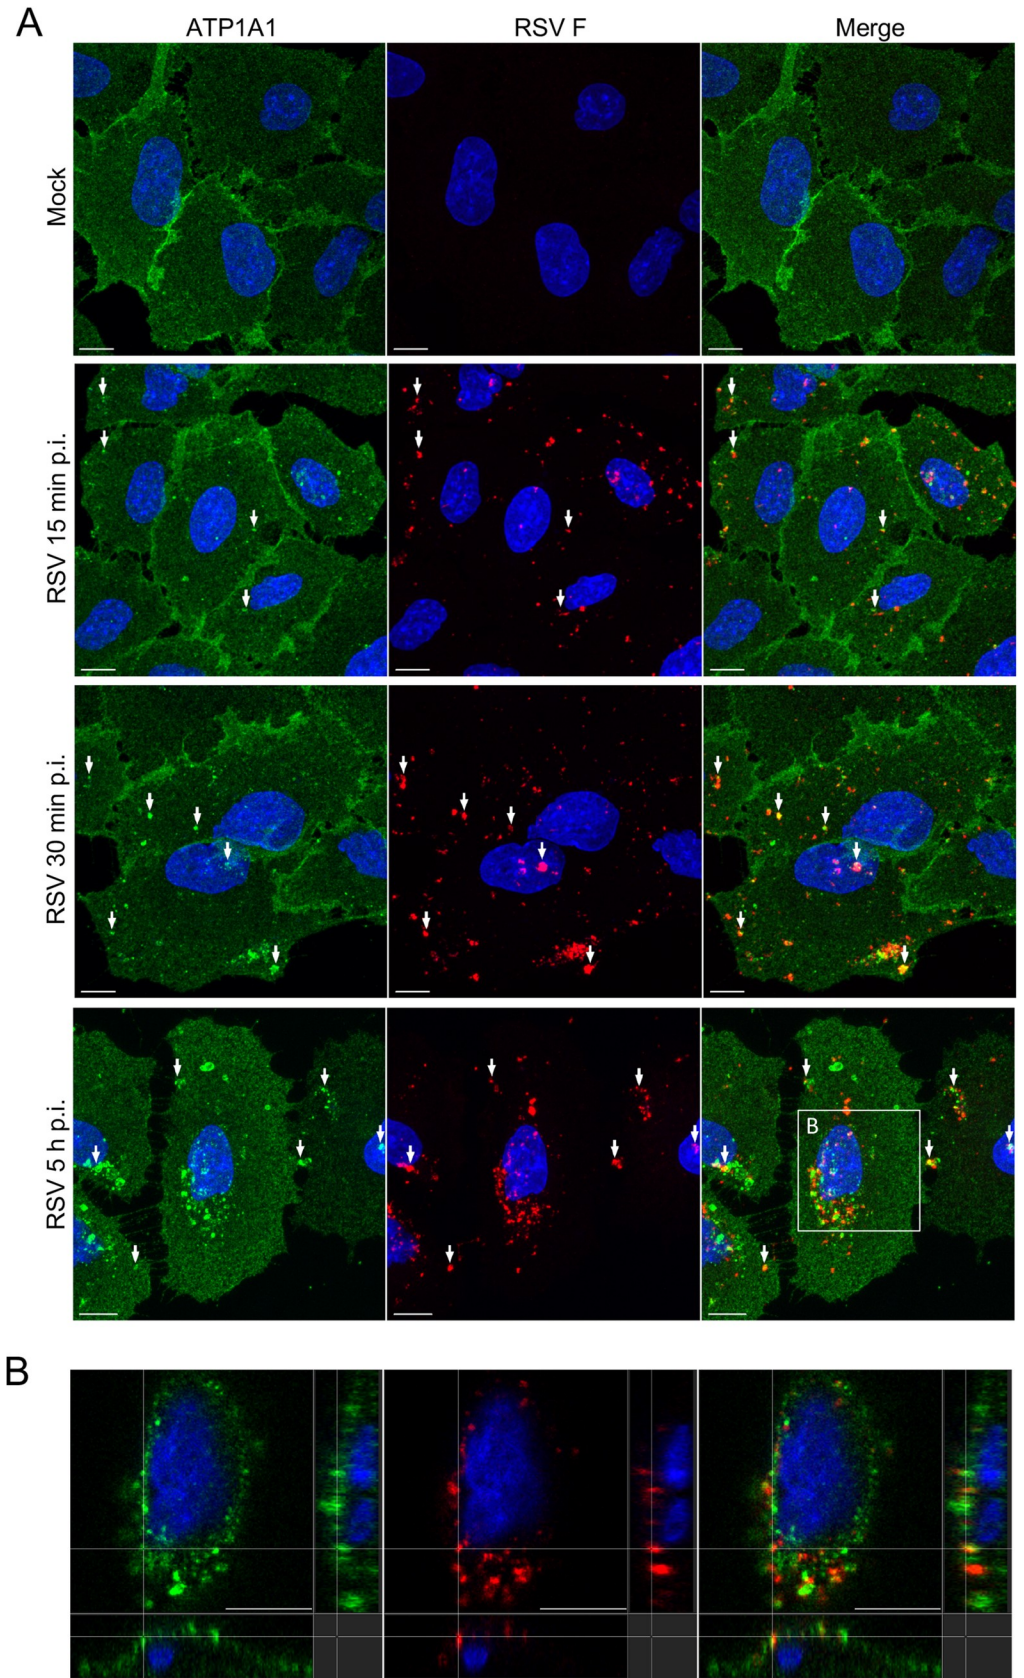 A
ATP1A1 RSV F Merge
Mock
RSV 15 min p.i.
RSV 30 min p.i.
RSV 5 h p.i.
B
B